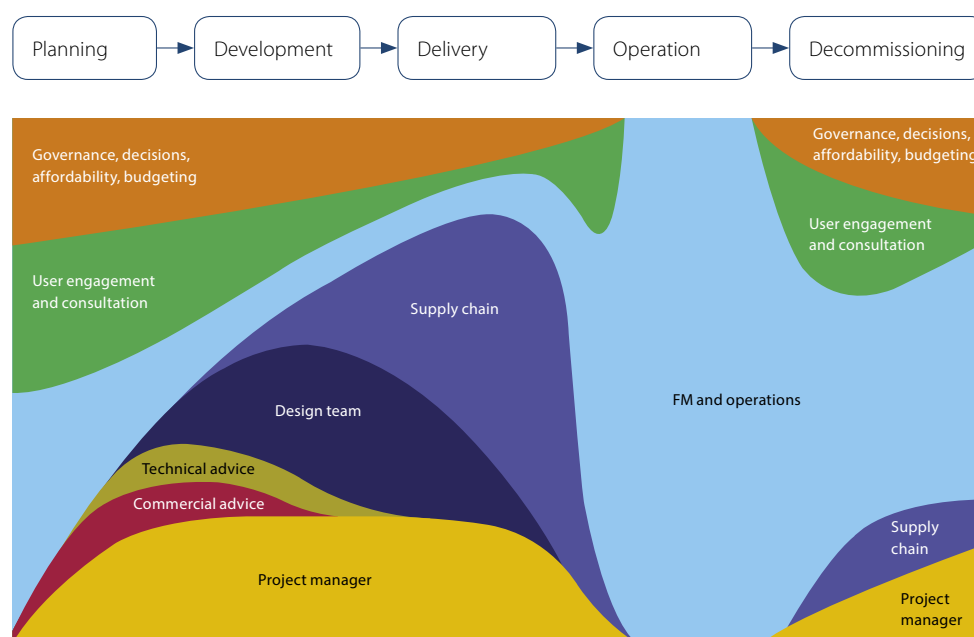 Planning
Development
Delivery
Operation
Decommissioning
Governance, decisions,
affordability, budgeting
Governance, decisions,
affordability, budgeting
User engagement
and consultation
User engagement
and consultation
Supply chain
FM and operations
Design team
Technical advice
Commercial advice
Supply
chain
Project manager
Project
manager